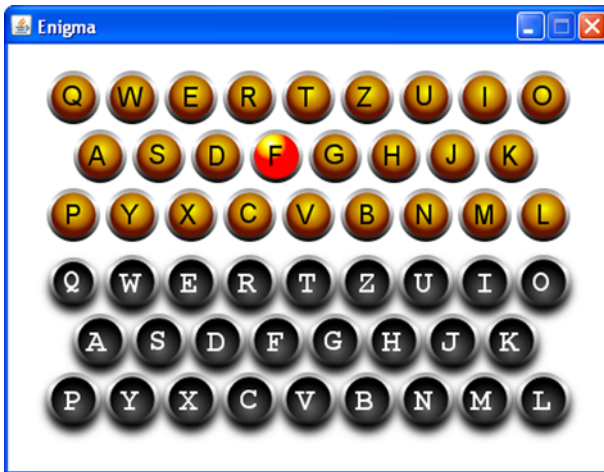 Enigma
Q W E R T Z U I O
A S D F G H J K
P Y X C V B N M L
Q W E R T Z U I O
A S D F G H J K
P Y X C V B N M L